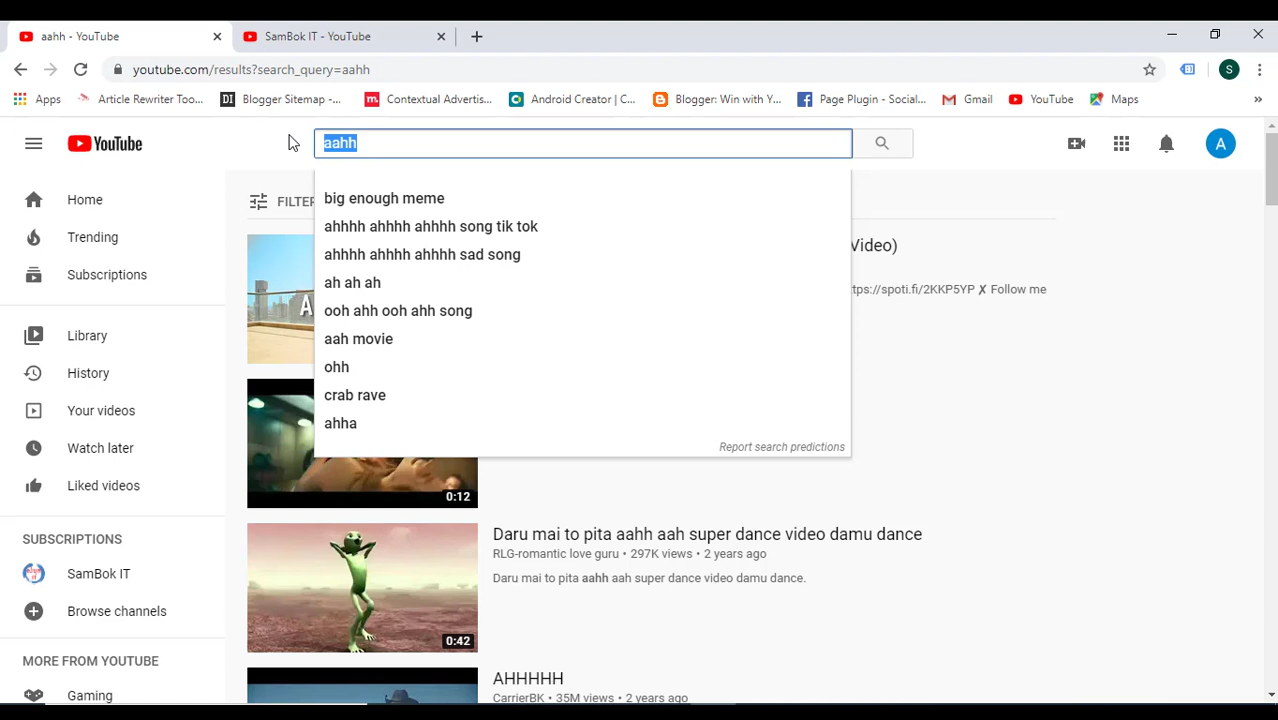 aahh - YouTube
SamBok IT - YouTube
youtube.com/results?search_query=aahh
S
Apps
Article Rewriter Too...
DI Blogger Sitemap -...
m Contextual Advertis...
Android Creator | C...
Blogger: Win with Y...
Page Plugin - Social...
Gmail
YouTube
Maps
»
YouTube
aahh
A
Home
Trending
Subscriptions
Library
History
Your videos
Watch later
Liked videos
SUBSCRIPTIONS
SamBok IT
Browse channels
MORE FROM YOUTUBE
Gaming
FILTER
big enough meme
ahhhh ahhhh ahhhh song tik tok
ahhhh ahhhh ahhhh sad song
ah ah ah
ooh ahh ooh ahh song
aah movie
ohh
crab rave
ahha
Report search predictions
Video)
tps://spoti.fi/2KKP5YP ✘ Follow me
A
0:12
0:42
Daru mai to pita aahh aah super dance video damu dance
RLG-romantic love guru • 297K views • 2 years ago
Daru mai to pita aahh aah super dance video damu dance.
AHHHHH
CarrierBK • 35M views • 2 years ago